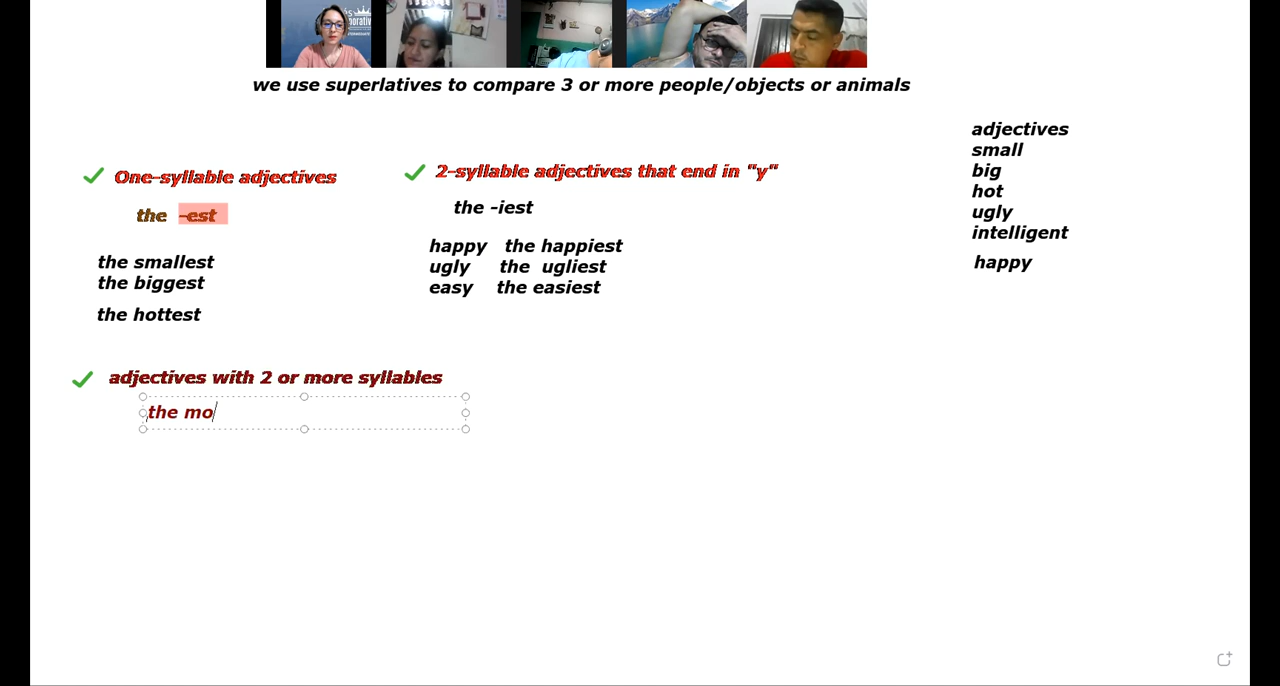 we use superlatives to compare 3 or more people/objects or animals
One-syllable adjectives
the -est
the smallest
the biggest
the hottest
2-syllable adjectives that end in "y"
the -iest
happy the happiest
ugly the ugliest
easy the easiest
adjectives
small
big
hot
ugly
intelligent
happy
adjectives with 2 or more syllables
the mo